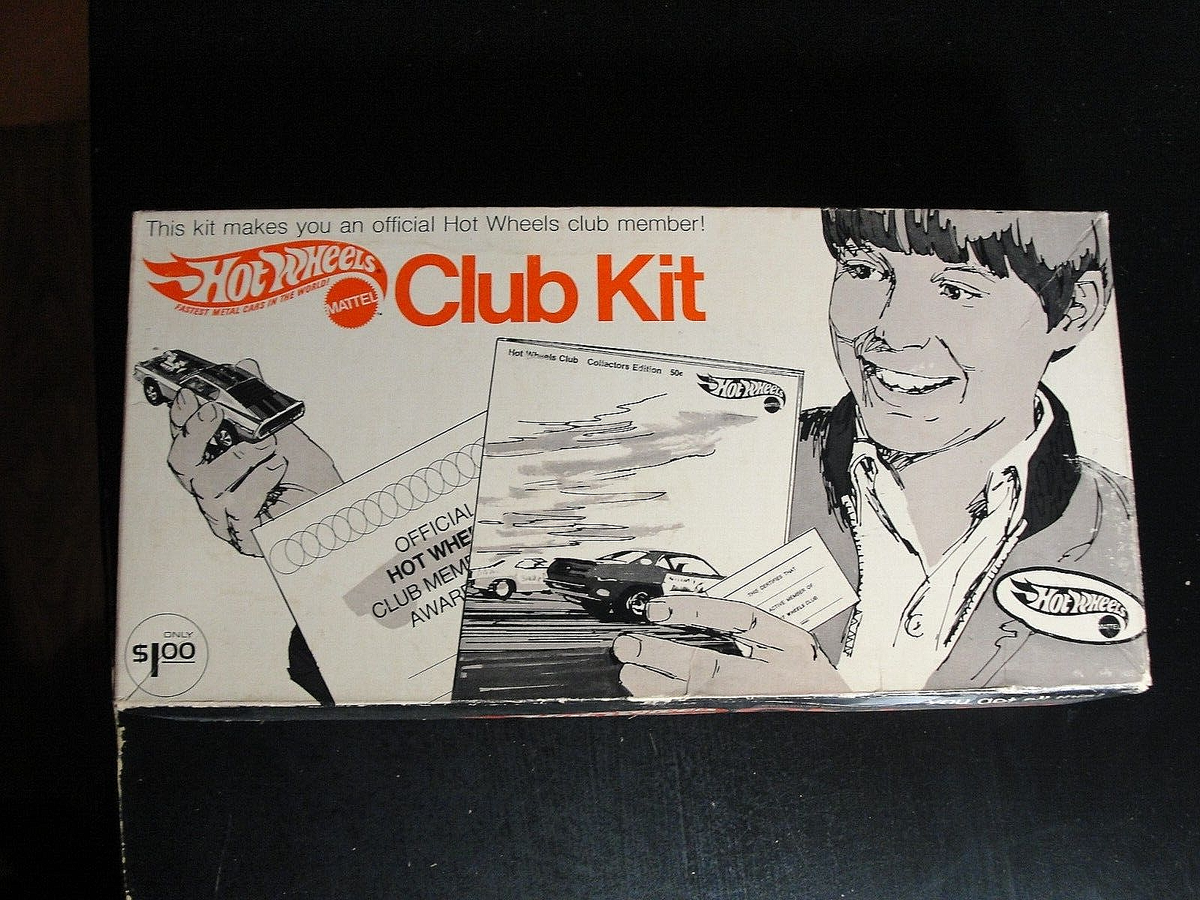 This kit makes you an official Hot Wheels club member!
HOT WHEELS
FASTEST METAL CARS IN THE WORLD!
MATTEL
Club Kit
Hot Wheels Club Collectors Edition 50¢
HOT WHEELS
OFFICIAL
HOT WHE
CLUB MEM
AWAR
THIS CERTIFIES THAT
ACTIVE MEMBER OF
WHEELS CLUB
HOT WHEELS
MATTEL
ONLY
$1.00